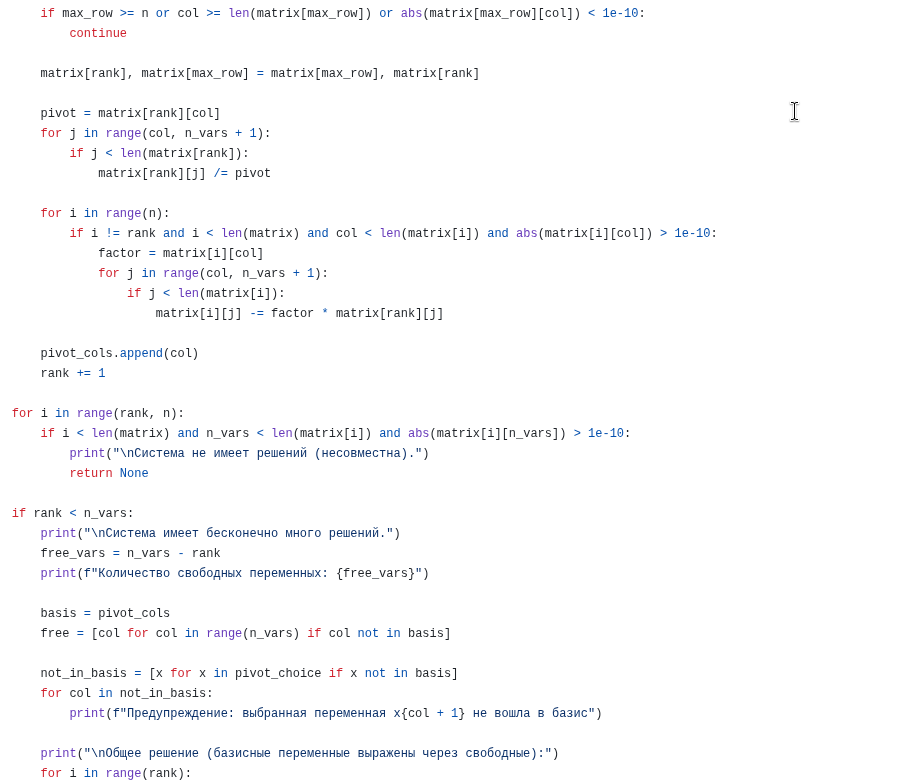 if max_row >= n or col >= len(matrix[max_row]) or abs(matrix[max_row][col]) < 1e-10:
        continue

    matrix[rank], matrix[max_row] = matrix[max_row], matrix[rank]

    pivot = matrix[rank][col]
    for j in range(col, n_vars + 1):
        if j < len(matrix[rank]):
            matrix[rank][j] /= pivot

    for i in range(n):
        if i != rank and i < len(matrix) and col < len(matrix[i]) and abs(matrix[i][col]) > 1e-10:
            factor = matrix[i][col]
            for j in range(col, n_vars + 1):
                if j < len(matrix[i]):
                    matrix[i][j] -= factor * matrix[rank][j]

    pivot_cols.append(col)
    rank += 1

for i in range(rank, n):
    if i < len(matrix) and n_vars < len(matrix[i]) and abs(matrix[i][n_vars]) > 1e-10:
        print("\nСистема не имеет решений (несовместна).")
        return None

if rank < n_vars:
    print("\nСистема имеет бесконечно много решений.")
    free_vars = n_vars - rank
    print(f"Количество свободных переменных: {free_vars}")

    basis = pivot_cols
    free = [col for col in range(n_vars) if col not in basis]

    not_in_basis = [x for x in pivot_choice if x not in basis]
    for col in not_in_basis:
        print(f"Предупреждение: выбранная переменная x{col + 1} не вошла в базис")

    print("\nОбщее решение (базисные переменные выражены через свободные):")
    for i in range(rank):